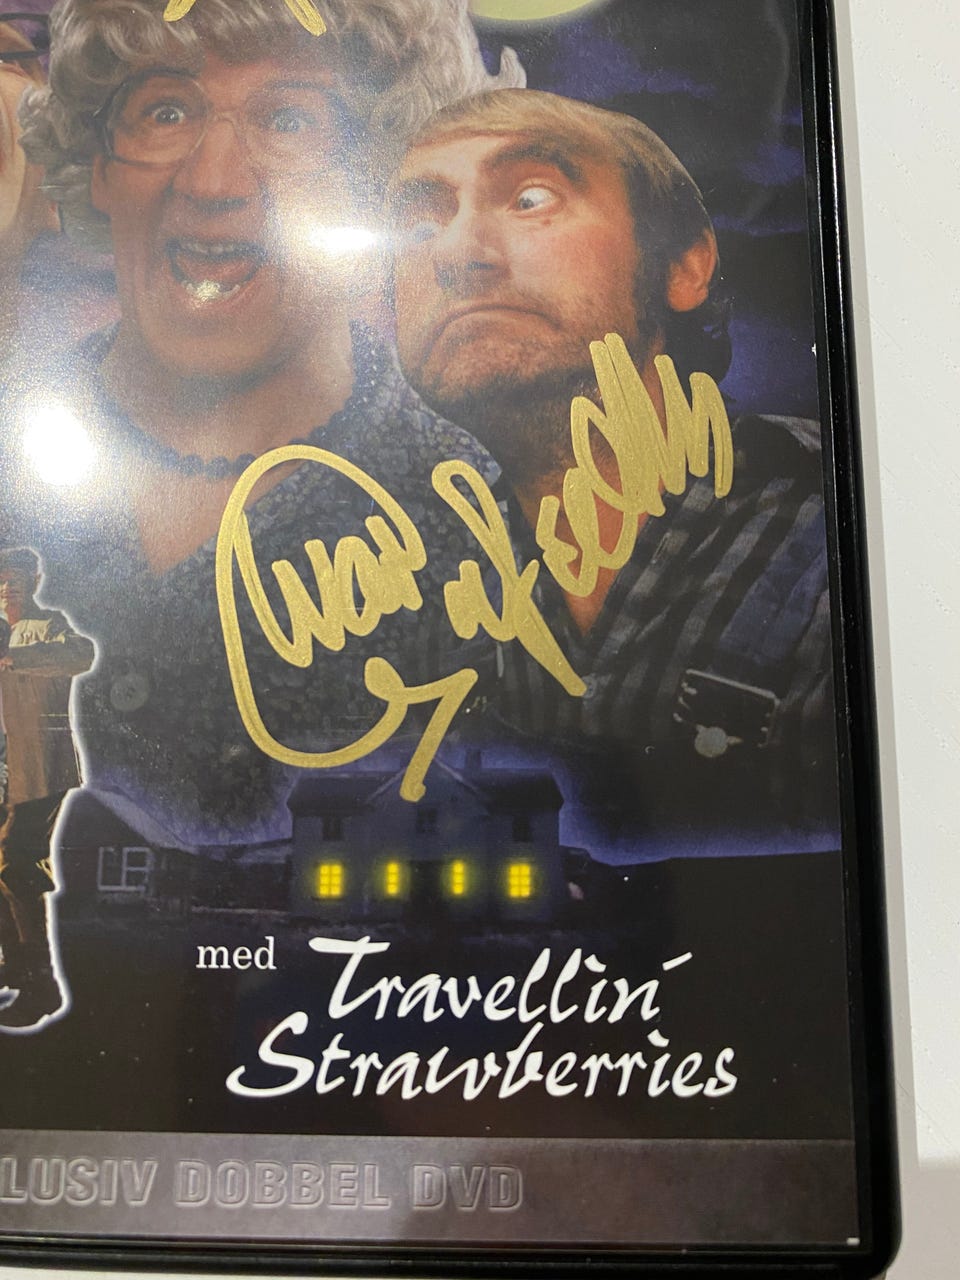 med
Travellin'
Strawberries
LUSIV DOBBEL DVD